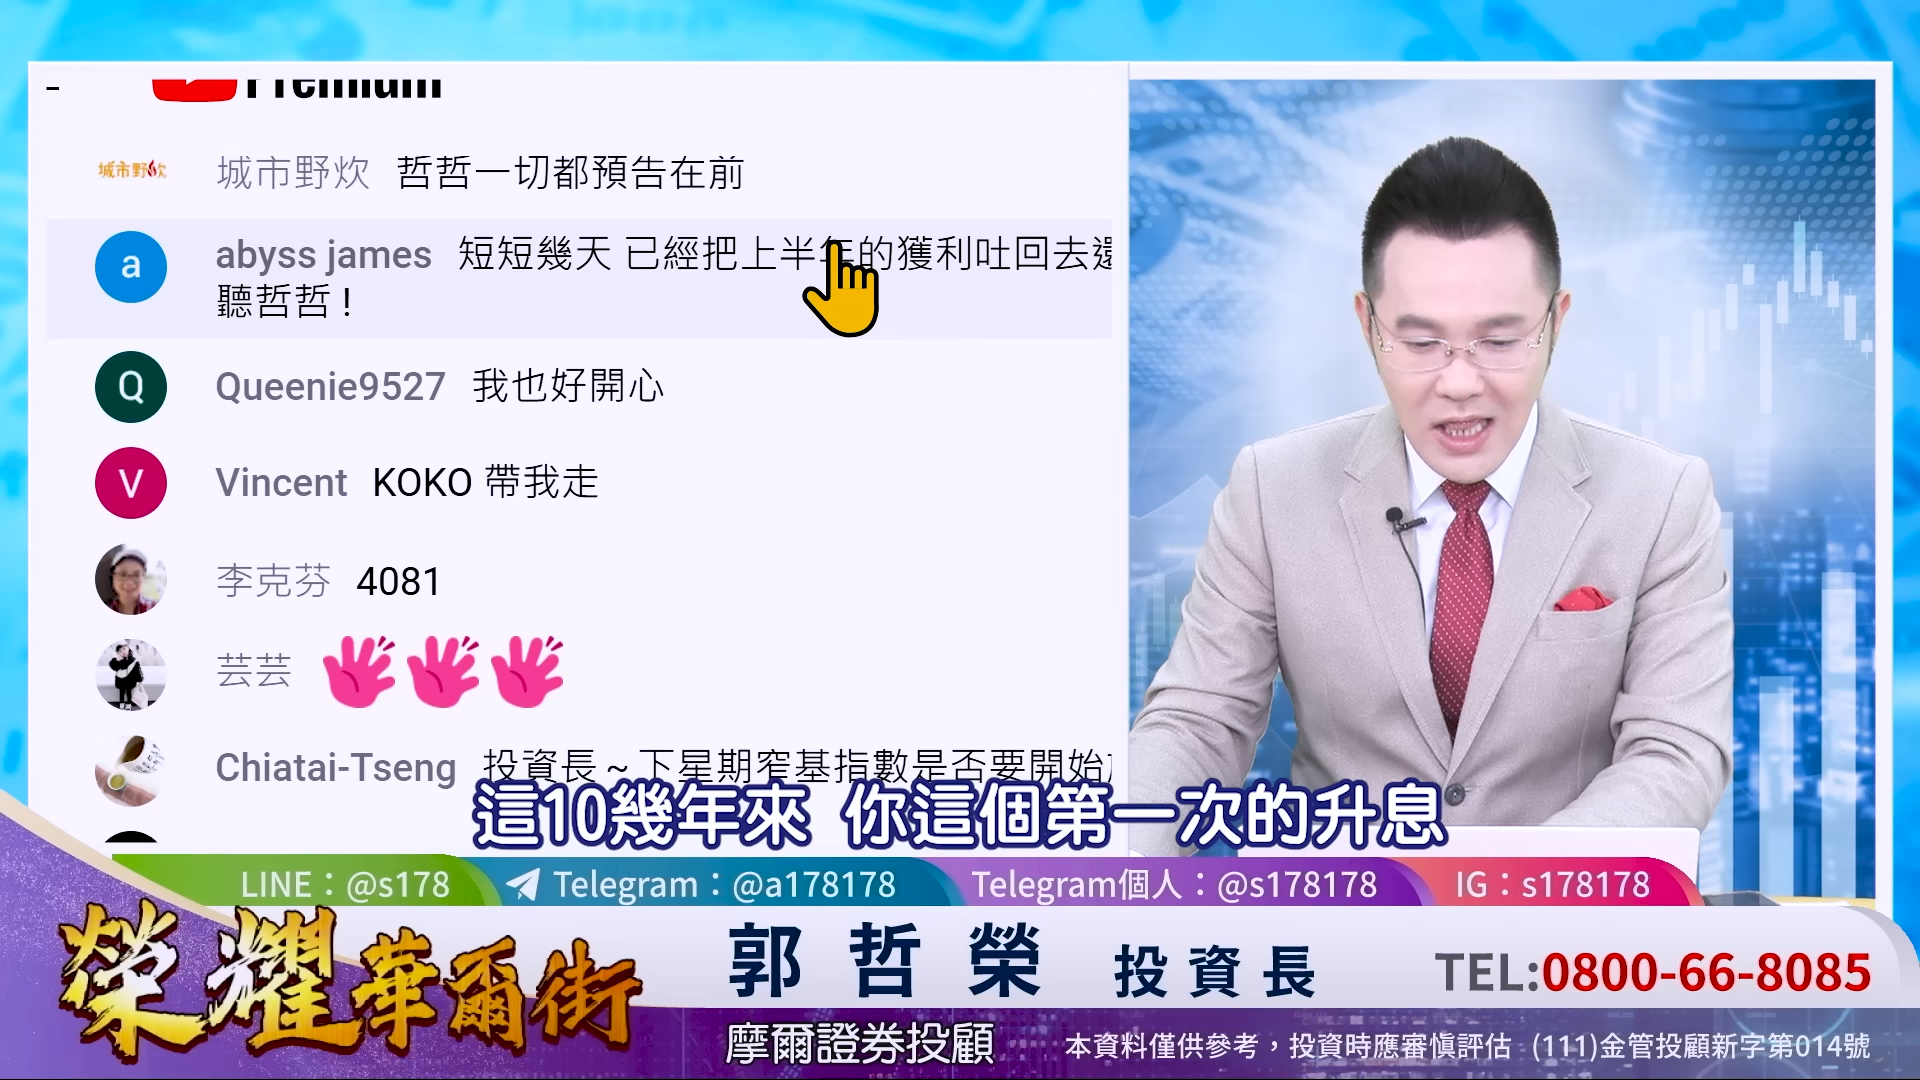 Premium
城市野炊
城市野炊 哲哲一切都預告在前
a
abyss james 短短幾天 已經把上半年的獲利吐回去還
聽哲哲！
Q
Queenie9527 我也好開心
V
Vincent KOKO 帶我走
李克芬 4081
芸芸
Chiatai-Tseng 投資長~下星期窄基指數是否要開始
這10幾年來 你這個第一次的升息
LINE：@s178
Telegram：@a178178
Telegram個人：@s178178
IG：s178178
榮耀華爾街
郭哲榮 投資長
TEL:0800-66-8085
摩爾證券投顧
本資料僅供參考，投資時應審慎評估 (111)金管投顧新字第014號